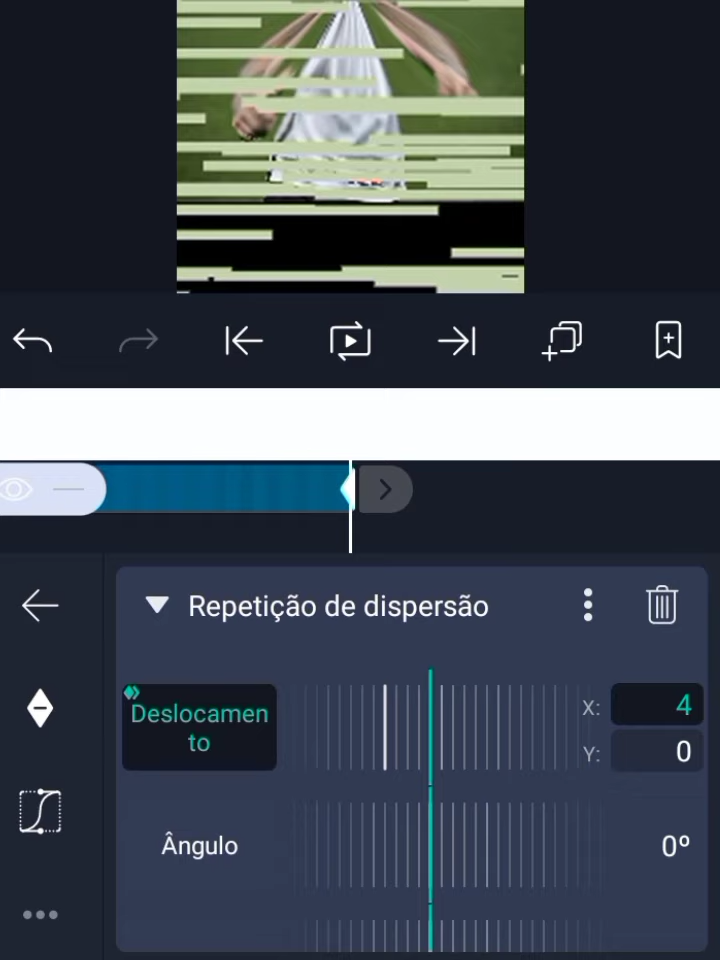 Repetição de dispersão
Deslocamen
to
X: 4
Y: 0
Ângulo
0º